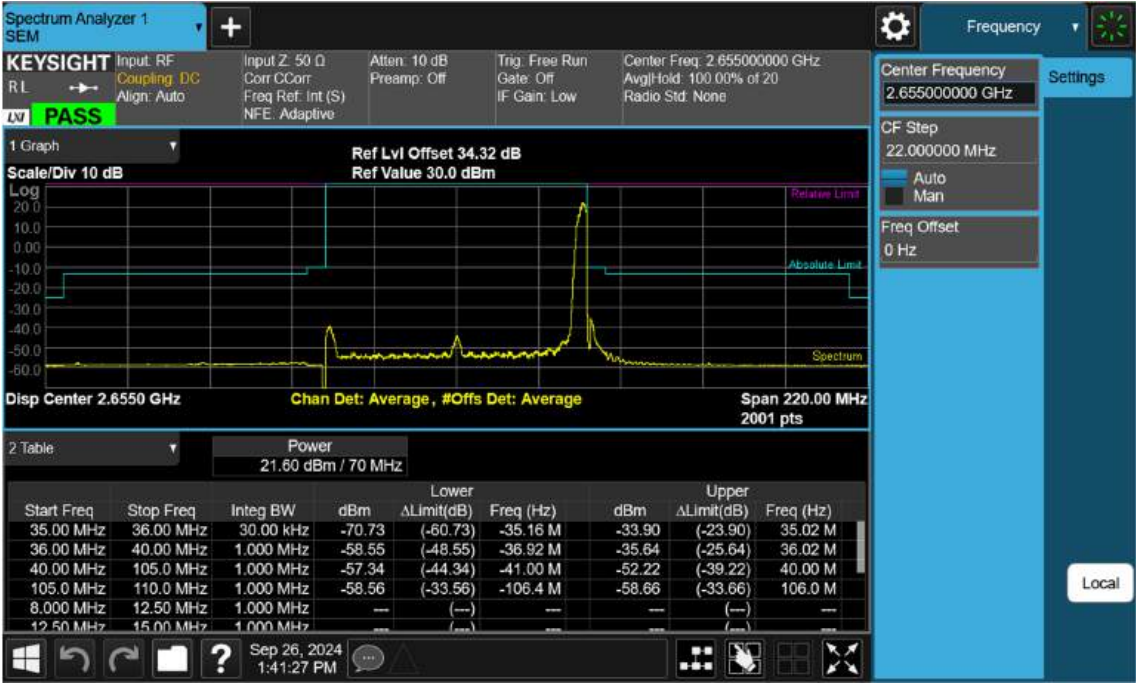 Spectrum Analyzer 1
SEM
Frequency
KEYSIGHT
R L
LXI
PASS
Input: RF
Coupling: DC
Align: Auto
Input Z: 50 Ω
Corr CCorr
Freq Ref: Int (S)
NFE: Adaptive
Atten: 10 dB
Preamp: Off
Trig: Free Run
Gate: Off
IF Gain: Low
Center Freq: 2.655000000 GHz
Avg|Hold: 100.00% of 20
Radio Std: None
Center Frequency
2.655000000 GHz
Settings
CF Step
22.000000 MHz
Auto
Man
Freq Offset
0 Hz
1 Graph
Scale/Div 10 dB
Ref Lvl Offset 34.32 dB
Ref Value 30.0 dBm
Log
20.0
10.0
0.00
-10.0
-20.0
-30.0
-40.0
-50.0
-60.0
Relative Limit
Absolute Limit
Spectrum
Disp Center 2.6550 GHz
Chan Det: Average, #Offs Det: Average
Span 220.00 MHz
2001 pts
2 Table
Power
21.60 dBm / 70 MHz
Lower Upper
Start Freq Stop Freq Integ BW dBm ΔLimit(dB) Freq (Hz) dBm ΔLimit(dB) Freq (Hz)
35.00 MHz 36.00 MHz 30.00 kHz -70.73 (-60.73) -35.16 M -33.90 (-23.90) 35.02 M
36.00 MHz 40.00 MHz 1.000 MHz -58.55 (-48.55) -36.92 M -35.64 (-25.64) 36.02 M
40.00 MHz 105.0 MHz 1.000 MHz -57.34 (-44.34) -41.00 M -52.22 (-39.22) 40.00 M
105.0 MHz 110.0 MHz 1.000 MHz -58.56 (-33.56) -106.4 M -58.66 (-33.66) 106.0 M
8.000 MHz 12.50 MHz 1.000 MHz --- (---) --- --- (---) ---
12.50 MHz 15.00 MHz 1.000 MHz --- (---) --- --- (---) ---
Local
Sep 26, 2024
1:41:27 PM